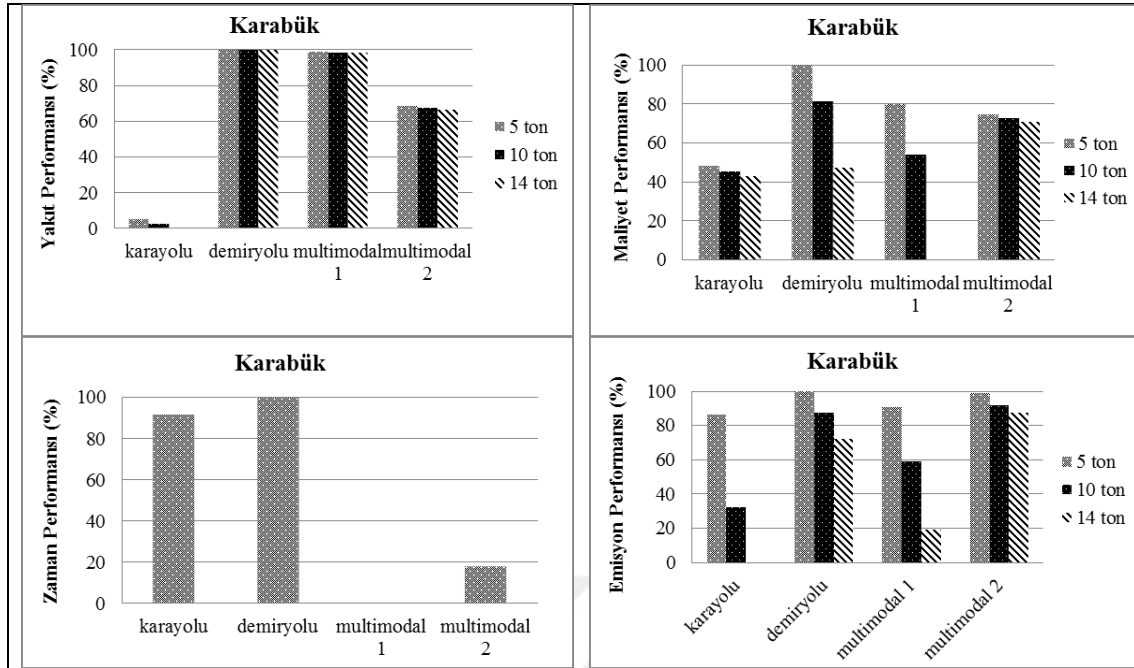 Karabük
Yakıt Performansı (%)
100
80
60
40
20
0
karayolu
demiryolu
multimodal 1
multimodal 2
5 ton
10 ton
14 ton
Karabük
Maliyet Performansı (%)
100
80
60
40
20
0
karayolu
demiryolu
multimodal 1
multimodal 2
5 ton
10 ton
14 ton
Karabük
Zaman Performansı (%)
100
80
60
40
20
0
karayolu
demiryolu
multimodal 1
multimodal 2
Karabük
Emisyon Performansı (%)
100
80
60
40
20
0
karayolu
demiryolu
multimodal 1
multimodal 2
5 ton
10 ton
14 ton